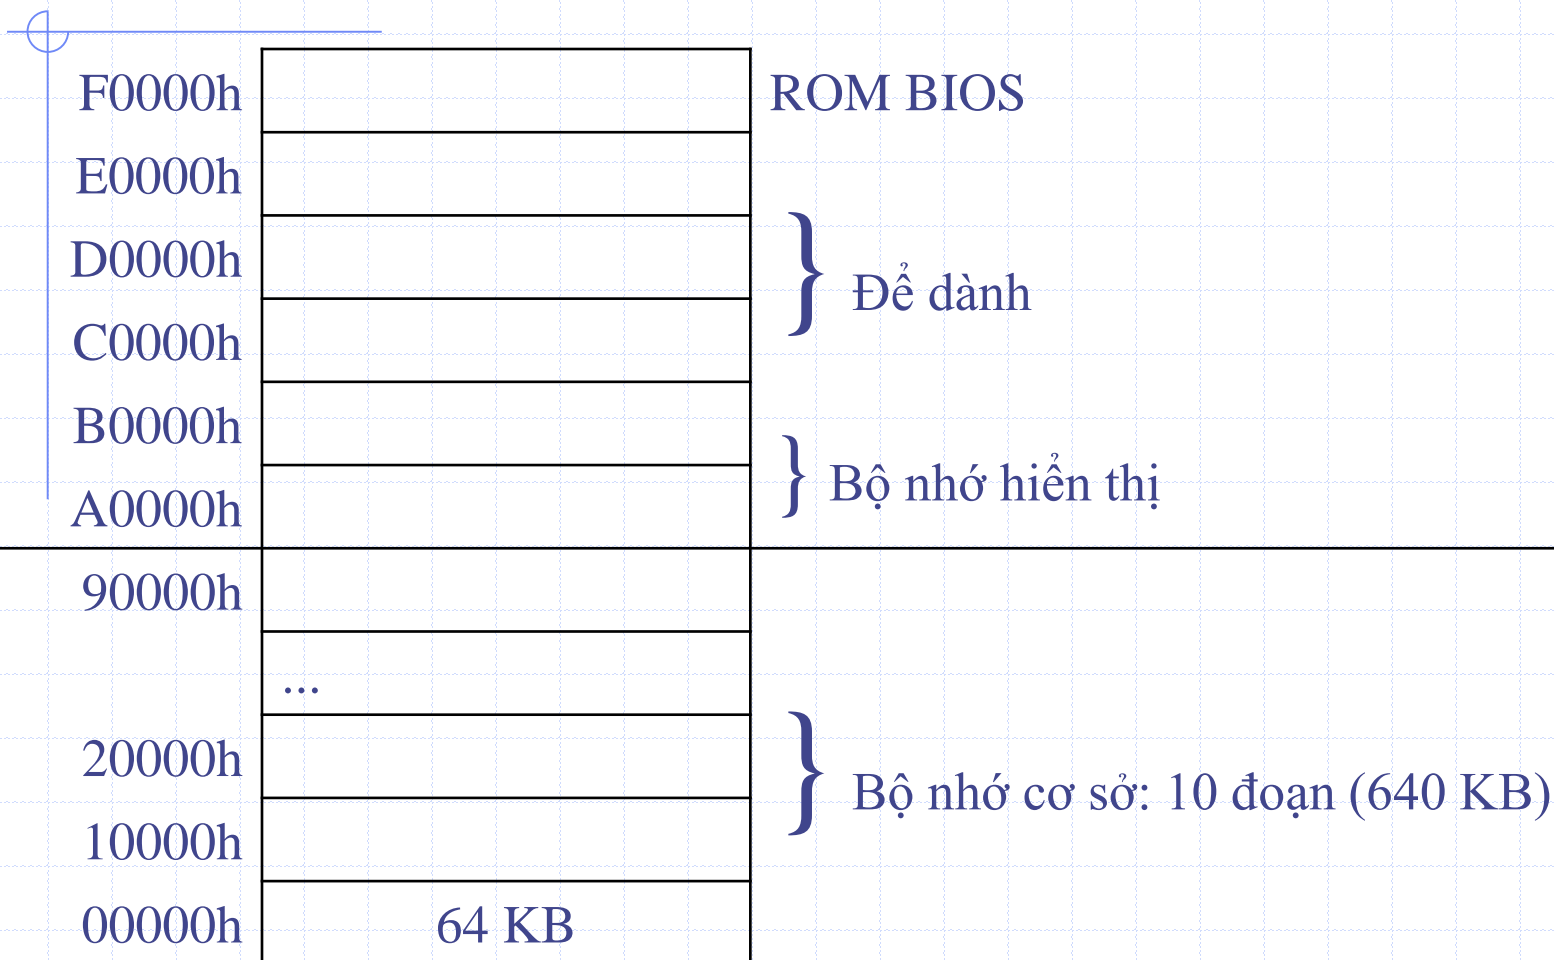 F0000h ROM BIOS
E0000h
D0000h
Để dành
C0000h
B0000h
Bộ nhớ hiển thị
A0000h
90000h
...
20000h
Bộ nhớ cơ sở: 10 đoạn (640 KB)
10000h
00000h 64 KB